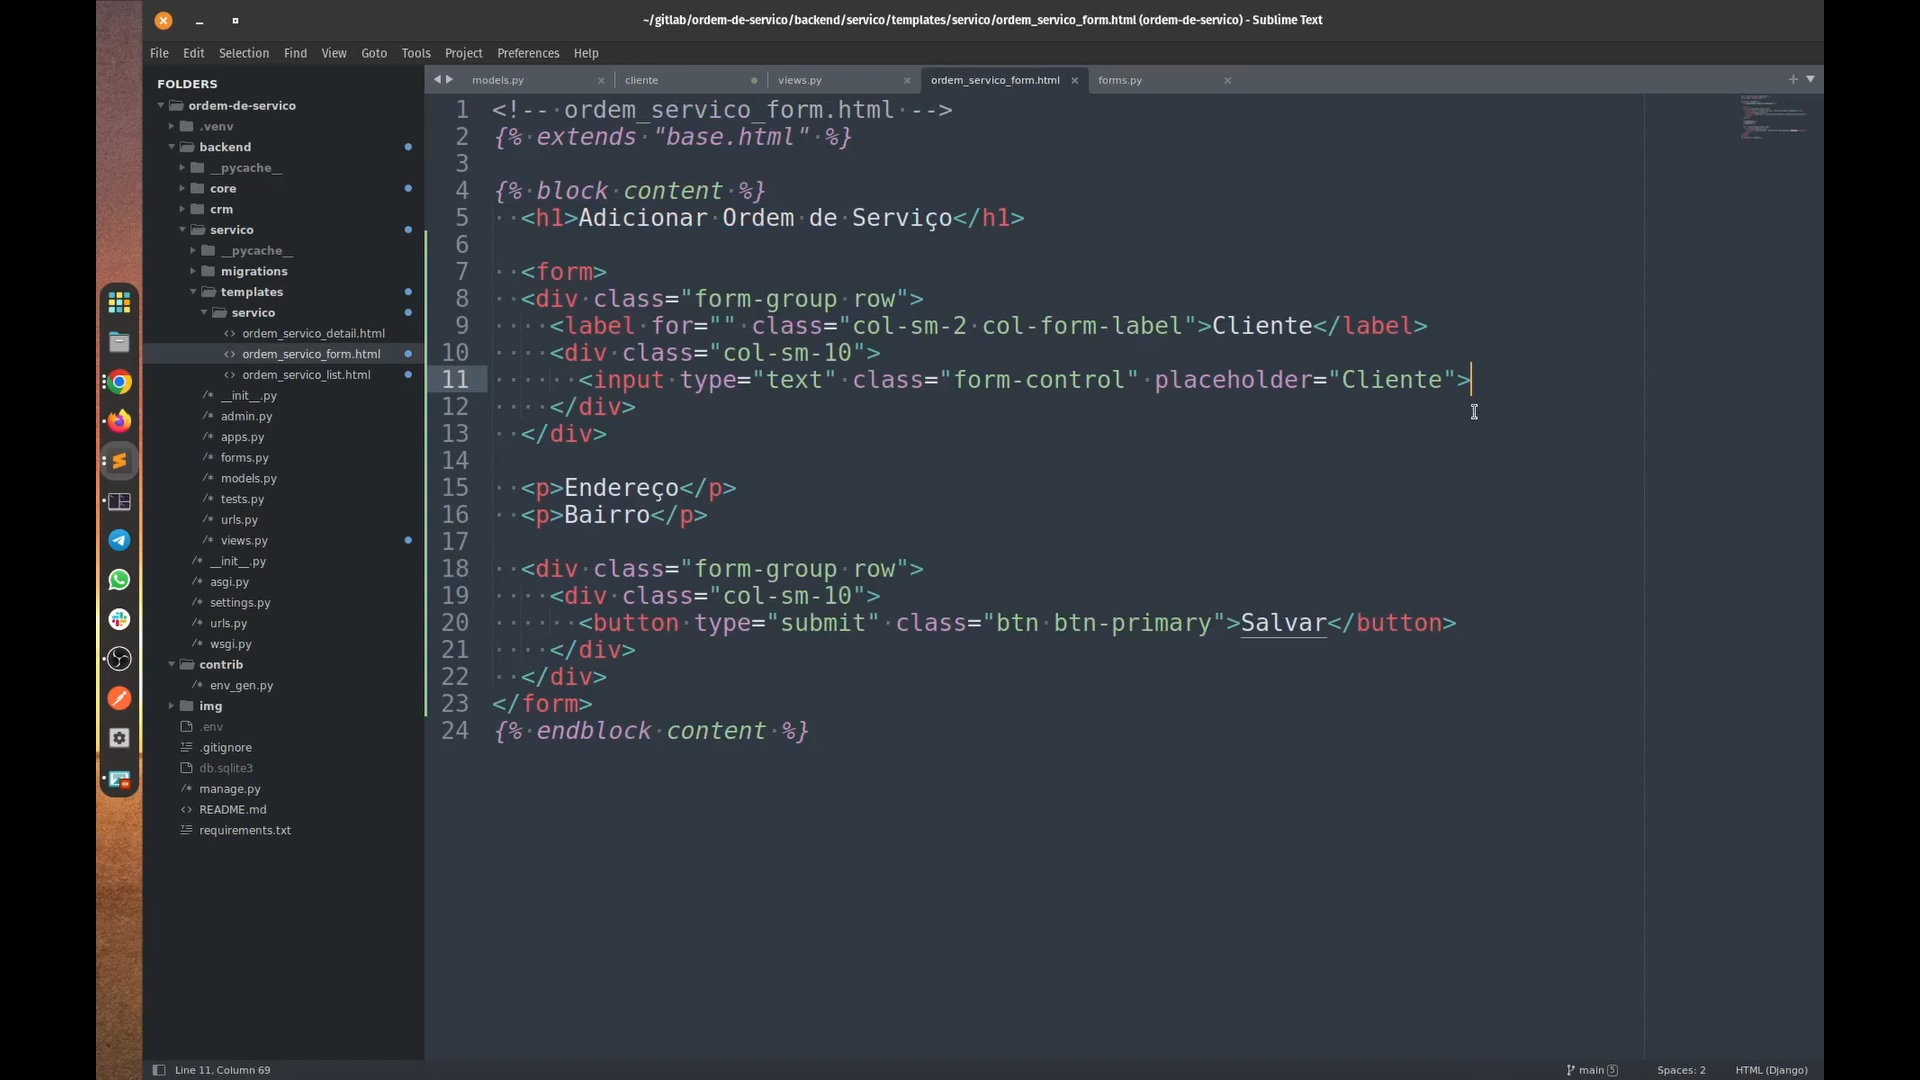 ~/gitlab/ordem-de-servico/backend/servico/templates/servico/ordem_servico_form.html (ordem-de-servico) - Sublime Text
File Edit Selection Find View Goto Tools Project Preferences Help
FOLDERS
ordem-de-servico
.venv
backend
__pycache__
core
crm
servico
__pycache__
migrations
templates
servico
ordem_servico_detail.html
ordem_servico_form.html
ordem_servico_list.html
__init__.py
admin.py
apps.py
forms.py
models.py
tests.py
urls.py
views.py
__init__.py
asgi.py
settings.py
urls.py
wsgi.py
contrib
env_gen.py
img
.env
.gitignore
db.sqlite3
manage.py
README.md
requirements.txt
models.py cliente views.py ordem_servico_form.html forms.py
1 <!-- ordem_servico_form.html -->
2 {% extends "base.html" %}
3
4 {% block content %}
5 <h1>Adicionar Ordem de Serviço</h1>
6
7 <form>
8 <div class="form-group row">
9 <label for="" class="col-sm-2 col-form-label">Cliente</label>
10 <div class="col-sm-10">
11 <input type="text" class="form-control" placeholder="Cliente">
12 </div>
13 </div>
14
15 <p>Endereço</p>
16 <p>Bairro</p>
17
18 <div class="form-group row">
19 <div class="col-sm-10">
20 <button type="submit" class="btn btn-primary">Salvar</button>
21 </div>
22 </div>
23 </form>
24 {% endblock content %}
Line 11, Column 69 main 5 Spaces: 2 HTML (Django)